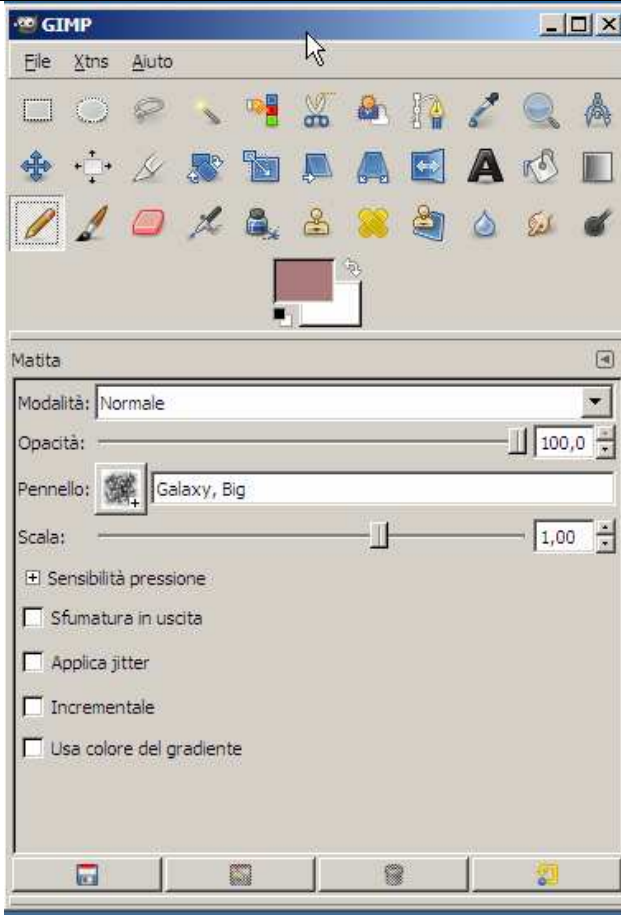 GIMP
File Xtns Aiuto
Matita
Modalità: Normale
Opacità: 100,0
Pennello: Galaxy, Big
Scala: 1,00
Sensibilità pressione
Sfumatura in uscita
Applica jitter
Incrementale
Usa colore del gradiente